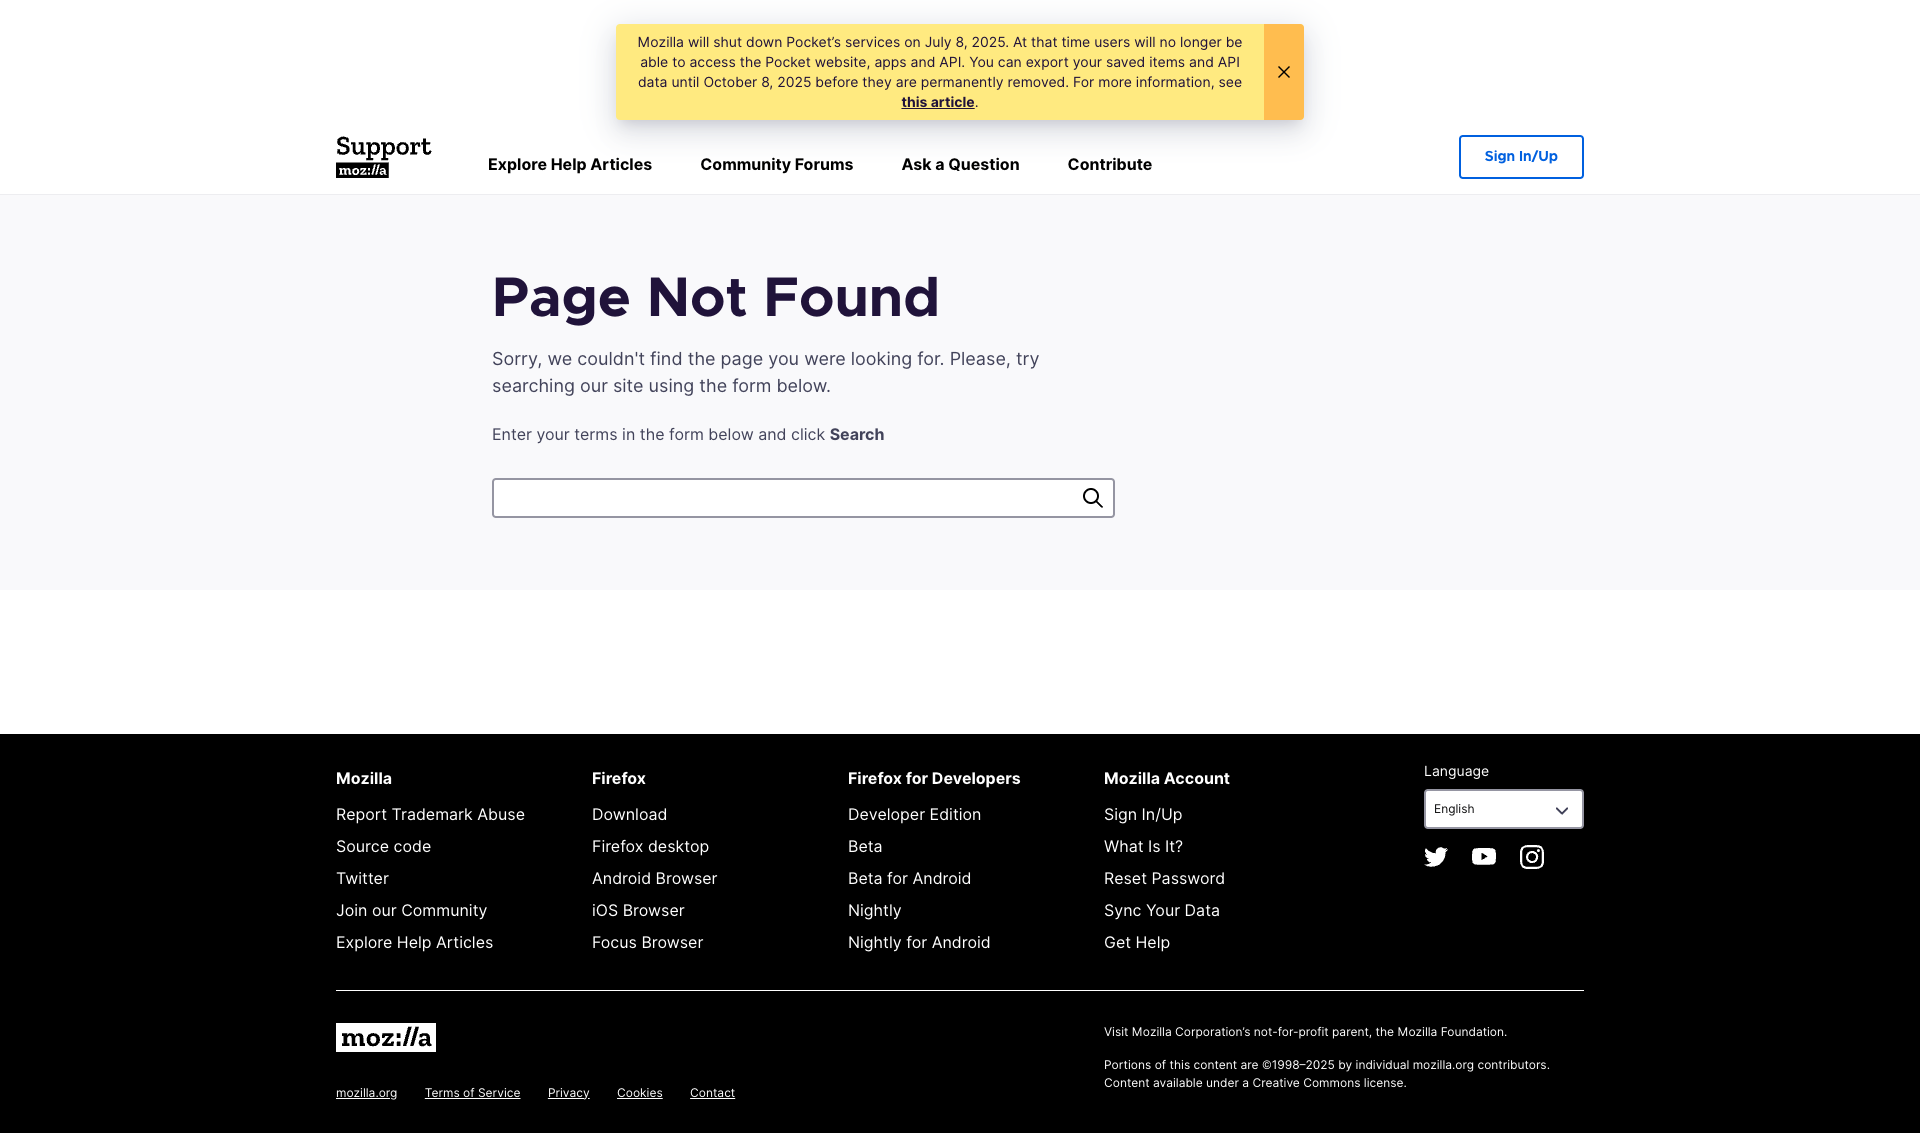 Mozilla will shut down Pocket’s services on July 8, 2025. At that time users will no longer be
able to access the Pocket website, apps and API. You can export your saved items and API
data until October 8, 2025 before they are permanently removed. For more information, see
this article.
Support
moz://a
Explore Help Articles
Community Forums
Ask a Question
Contribute
Sign In/Up
Page Not Found
Sorry, we couldn't find the page you were looking for. Please, try
searching our site using the form below.
Enter your terms in the form below and click Search
Mozilla
Report Trademark Abuse
Source code
Twitter
Join our Community
Explore Help Articles
Firefox
Download
Firefox desktop
Android Browser
iOS Browser
Focus Browser
Firefox for Developers
Developer Edition
Beta
Beta for Android
Nightly
Nightly for Android
Mozilla Account
Sign In/Up
What Is It?
Reset Password
Sync Your Data
Get Help
Language
English
moz://a
mozilla.org
Terms of Service
Privacy
Cookies
Contact
Visit Mozilla Corporation’s not-for-profit parent, the Mozilla Foundation.
Portions of this content are ©1998–2025 by individual mozilla.org contributors.
Content available under a Creative Commons license.